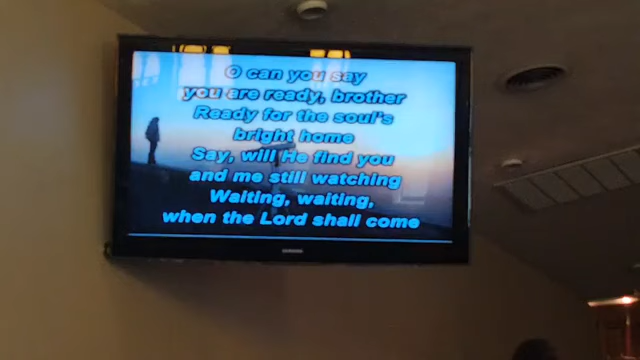 O can you say
you are ready, brother
Ready for the soul's
bright home
Say, will He find you
and me still watching
Waiting, waiting,
when the Lord shall come
SAMSUNG